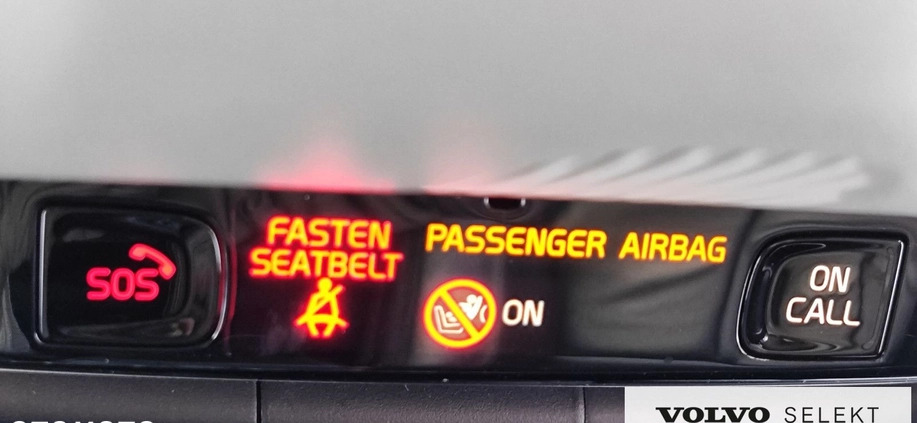 SOS
FASTEN
SEATBELT
PASSENGER AIRBAG
ON
ON
CALL
VOLVO SELEKT